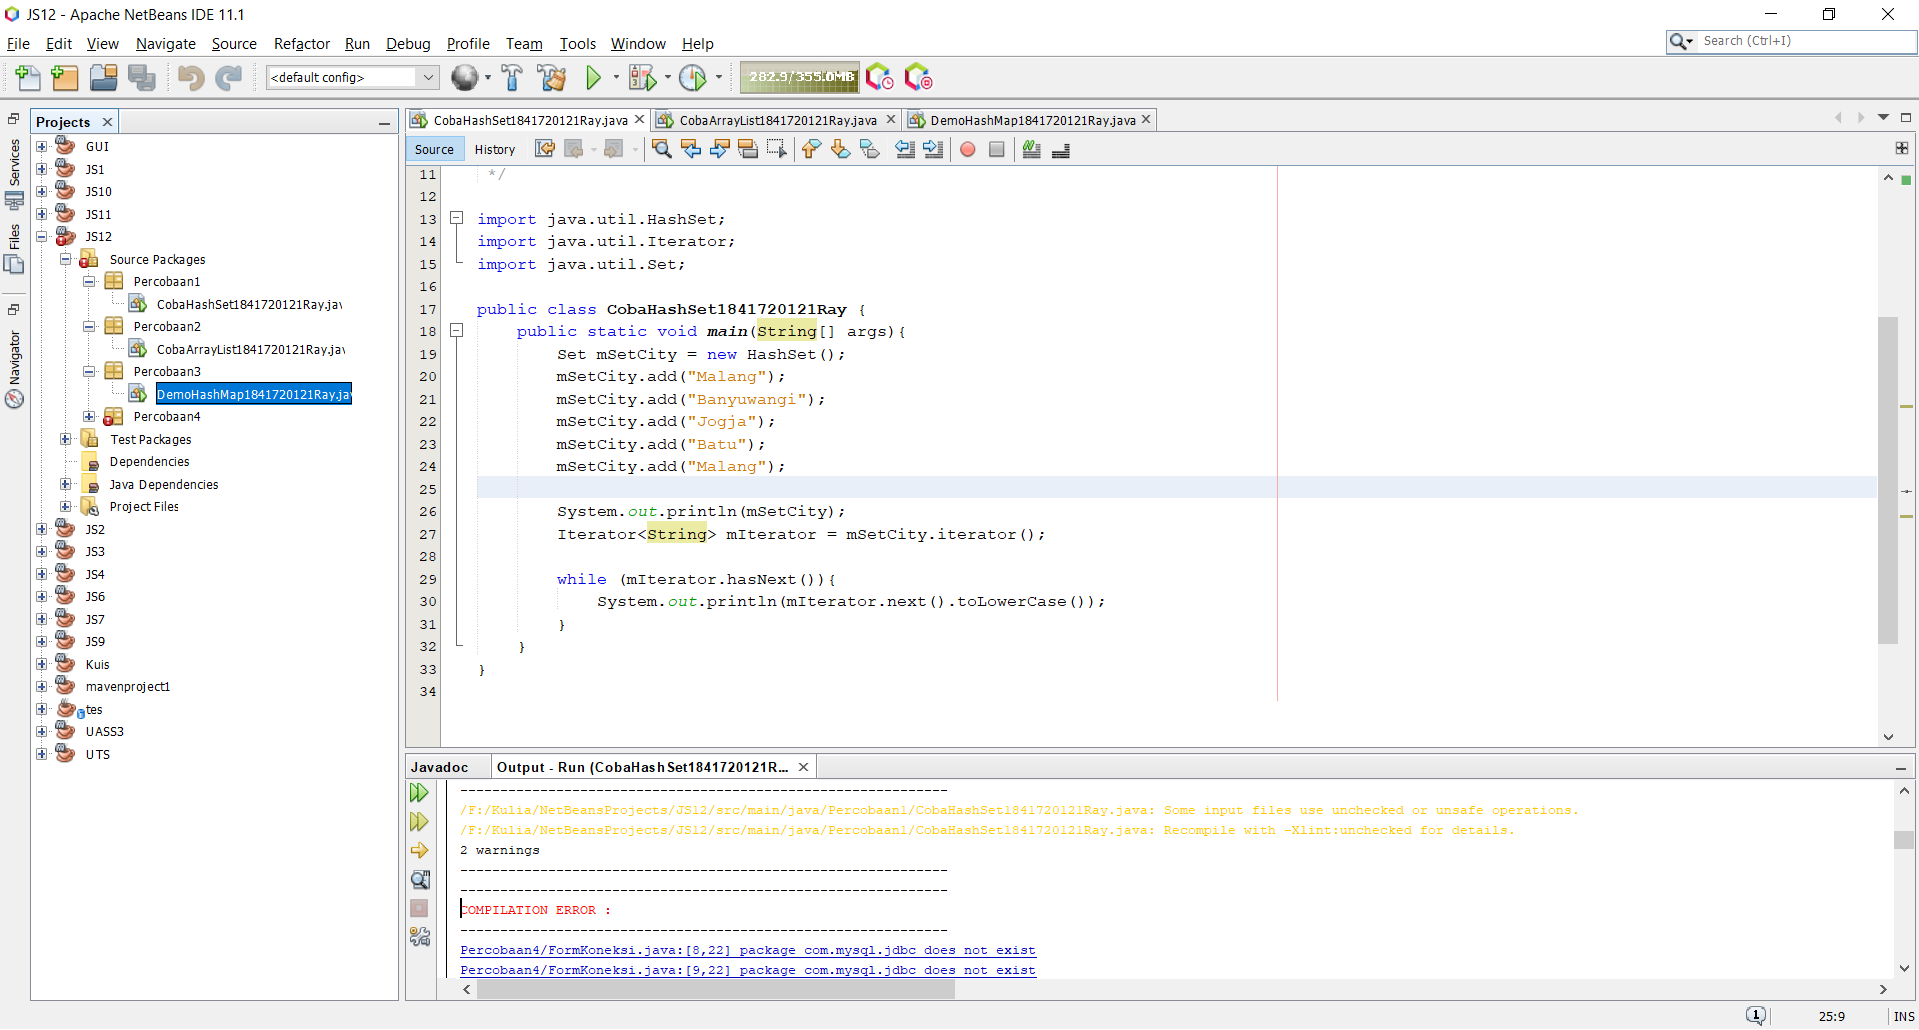 JS12 - Apache NetBeans IDE 11.1
File Edit View Navigate Source Refactor Run Debug Profile Team Tools Window Help
Search (Ctrl+I)
<default config>
282.9/355.0MB
Services
Files
Navigator
Projects
GUI
JS1
JS10
JS11
JS12
Source Packages
Percobaan1
CobaHashSet1841720121Ray.jav
Percobaan2
CobaArrayList1841720121Ray.jav
Percobaan3
DemoHashMap1841720121Ray.jav
Percobaan4
Test Packages
Dependencies
Java Dependencies
Project Files
JS2
JS3
JS4
JS6
JS7
JS9
Kuis
mavenproject1
tes
UASS3
UTS
CobaHashSet1841720121Ray.java CobaArrayList1841720121Ray.java DemoHashMap1841720121Ray.java
Source History
11 */
12
13 import java.util.HashSet;
14 import java.util.Iterator;
15 import java.util.Set;
16
17 public class CobaHashSet1841720121Ray {
18 public static void main(String[] args){
19 Set mSetCity = new HashSet();
20 mSetCity.add("Malang");
21 mSetCity.add("Banyuwangi");
22 mSetCity.add("Jogja");
23 mSetCity.add("Batu");
24 mSetCity.add("Malang");
25
26 System.out.println(mSetCity);
27 Iterator<String> mIterator = mSetCity.iterator();
28
29 while (mIterator.hasNext()){
30 System.out.println(mIterator.next().toLowerCase());
31 }
32 }
33 }
34
Javadoc Output - Run (CobaHashSet1841720121R...
-------------------------------------------------------------
/F:/Kulia/NetBeansProjects/JS12/src/main/java/Percobaan1/CobaHashSet1841720121Ray.java: Some input files use unchecked or unsafe operations.
/F:/Kulia/NetBeansProjects/JS12/src/main/java/Percobaan1/CobaHashSet1841720121Ray.java: Recompile with -Xlint:unchecked for details.
2 warnings
-------------------------------------------------------------
-------------------------------------------------------------
COMPILATION ERROR :
-------------------------------------------------------------
Percobaan4/FormKoneksi.java:[8,22] package com.mysql.jdbc does not exist
Percobaan4/FormKoneksi.java:[9,22] package com.mysql.jdbc does not exist
1 25:9 INS